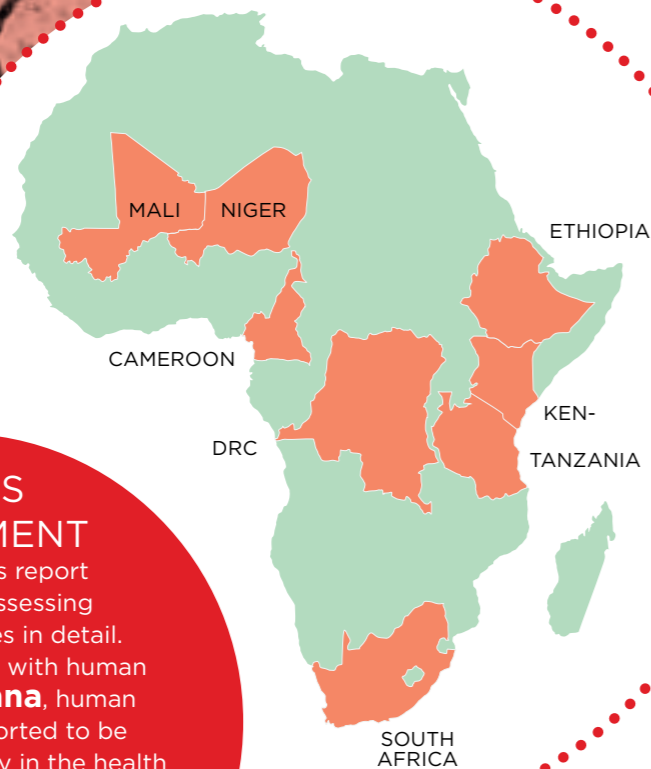 MALI
NIGER
ETHIOPIA
CAMEROON
KEN-
DRC
TANZANIA
S
MENT
s report
ssessing
es in detail.
with human
na, human
orted to be
y in the health
SOUTH
AFRICA